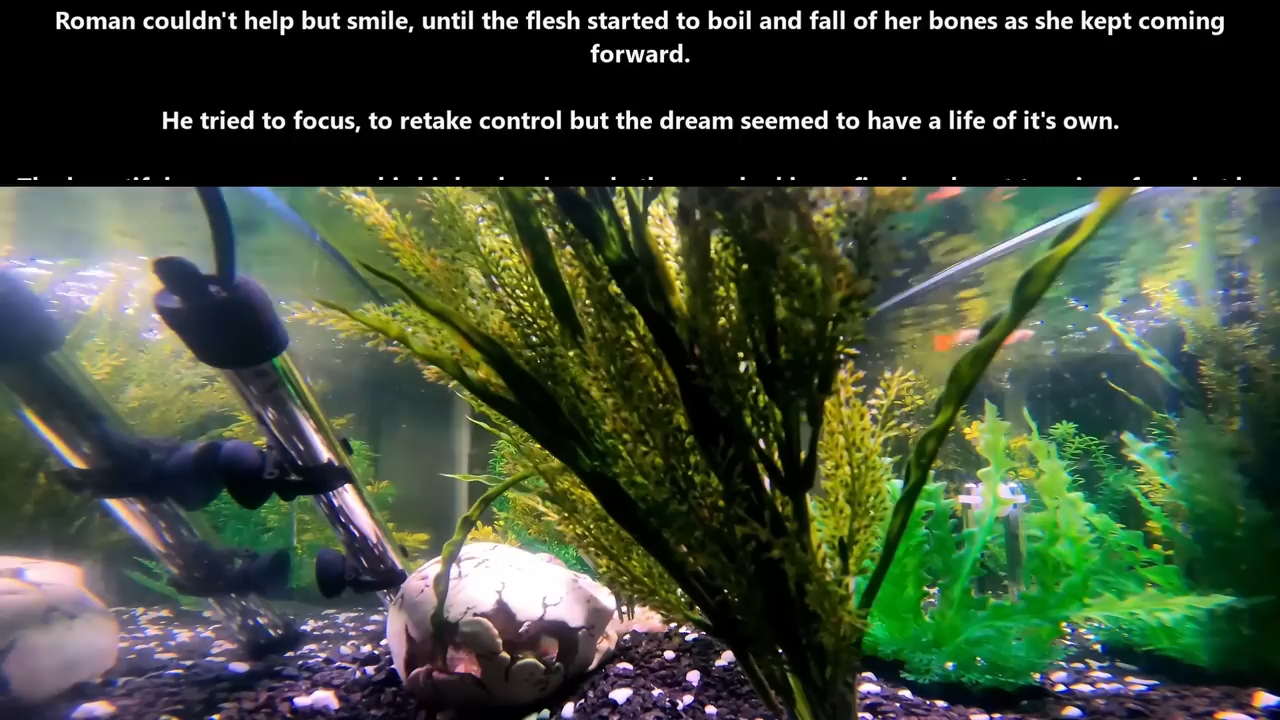 Roman couldn't help but smile, until the flesh started to boil and fall of her bones as she kept coming
forward.
He tried to focus, to retake control but the dream seemed to have a life of it's own.